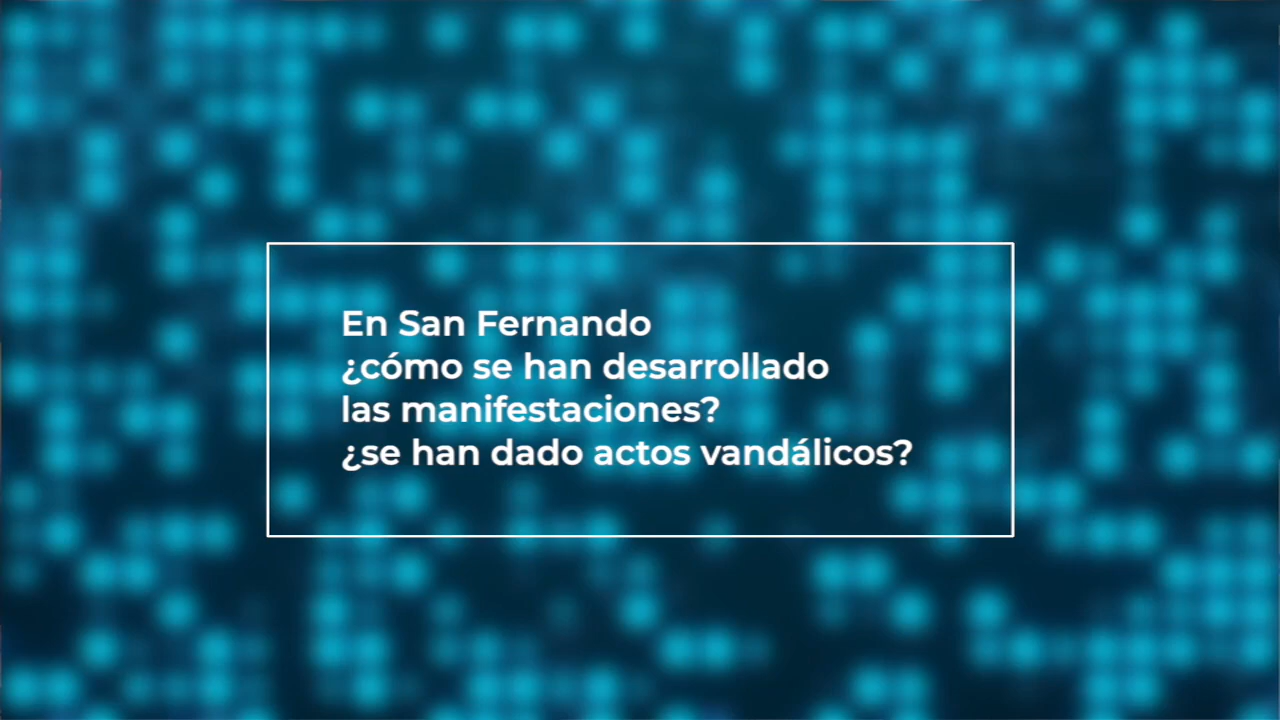 En San Fernando
¿cómo se han desarrollado
las manifestaciones?
¿se han dado actos vandálicos?